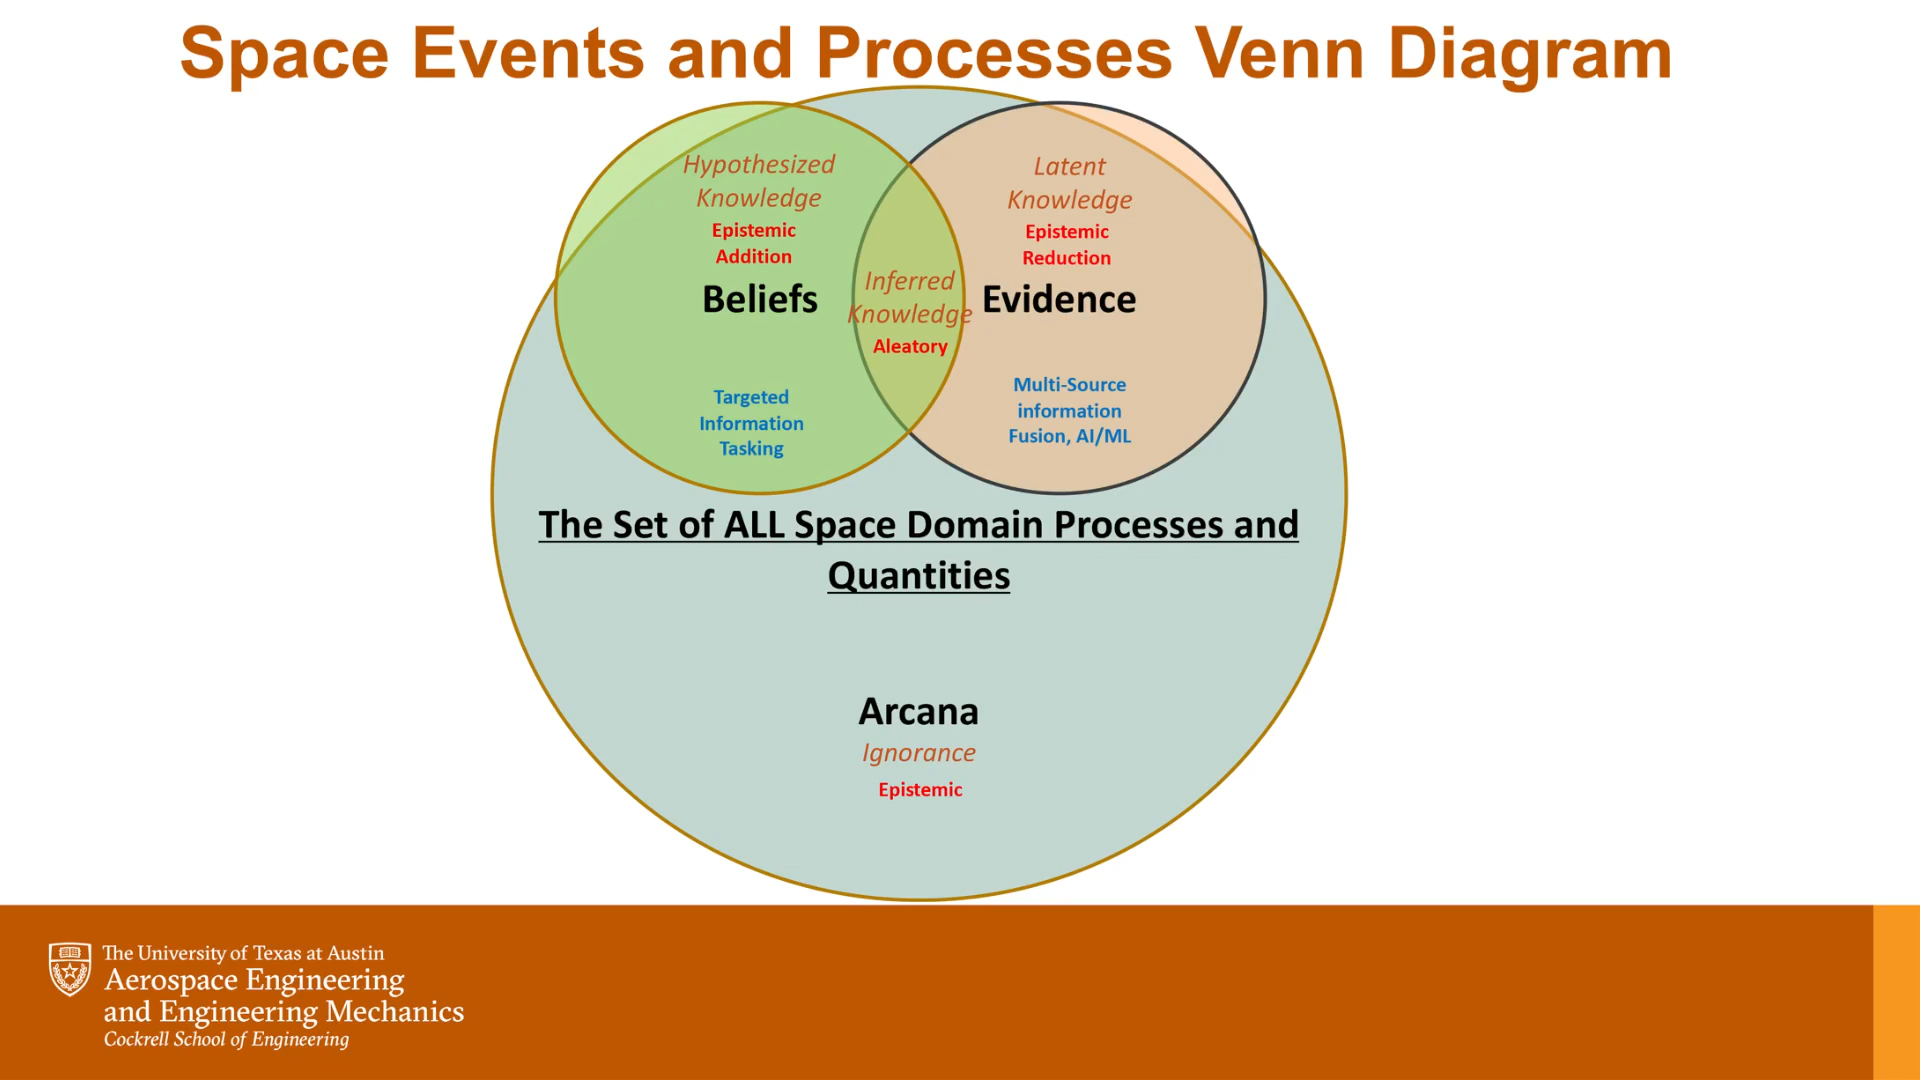 Space Events and Processes Venn Diagram
Hypothesized
Knowledge
Epistemic
Addition
Beliefs
Targeted
Information
Tasking
Inferred
Knowledge
Aleatory
Latent
Knowledge
Epistemic
Reduction
Evidence
Multi-Source
information
Fusion, AI/ML
The Set of ALL Space Domain Processes and
Quantities
Arcana
Ignorance
Epistemic
The University of Texas at Austin
Aerospace Engineering
and Engineering Mechanics
Cockrell School of Engineering